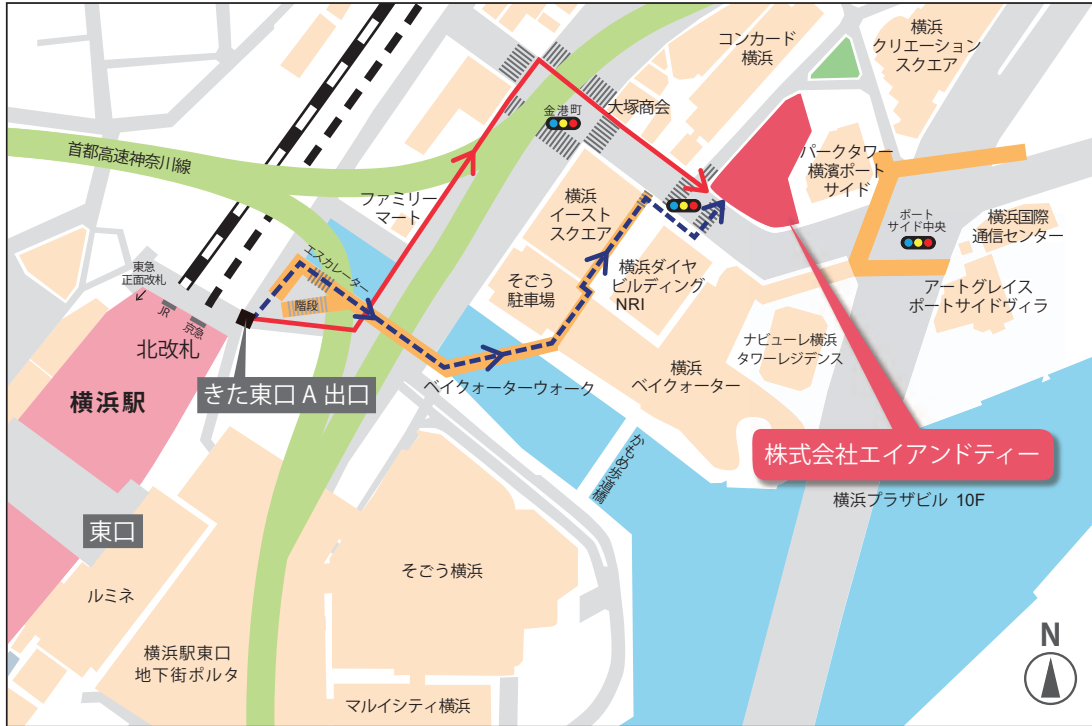 コンカード
横浜
横浜
クリエーション
スクエア
金港町
大塚商会
首都高速神奈川線
パークタワー
横濱ポート
サイド
ファミリー
マート
横浜
イースト
スクエア
ポート
サイド中央
横浜国際
通信センター
エスカレーター
東急
正面改札
横浜ダイヤ
ビルディング
NRI
そごう
駐車場
アートグレイス
ポートサイドヴィラ
階段
JR
京急
北改札
ナビューレ横浜
タワーレジデンス
横浜
ベイクォーター
ベイクォーターウォーク
きた東口 A 出口
横浜駅
かもめ歩道橋
株式会社エイアンドティー
横浜プラザビル 10F
東口
そごう横浜
ルミネ
横浜駅東口
地下街ポルタ
マルイシティ横浜
N